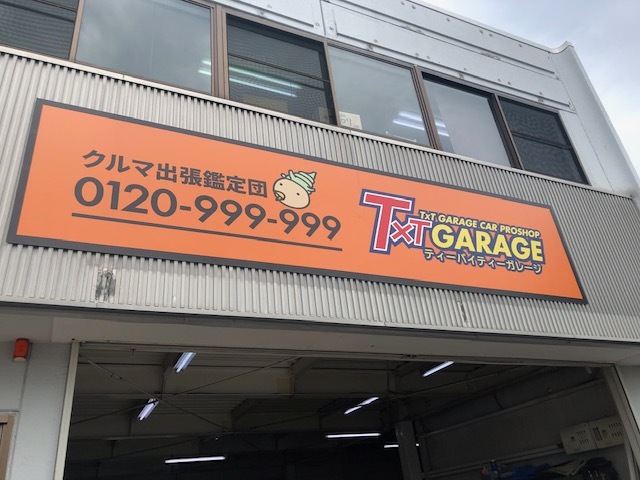 クルマ出張鑑定団
0120-999-999
TxT GARAGE CAR PROSHOP
TxT GARAGE
ティーバイティーガレージ